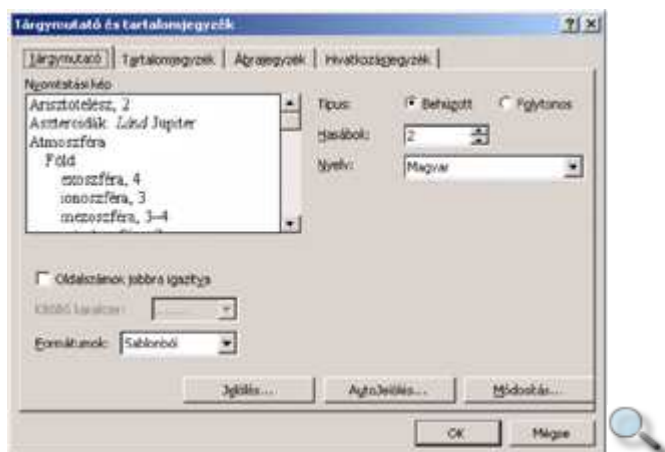 Tárgymutató és tartalomjegyzék
Tárgymutató Tartalomjegyzék Ábrajegyzék Hivatkozásjegyzék
Nyomtatási kép
Arisztotelész, 2
Aszteroidák. Lásd Jupiter
Atmoszféra
Föld
exoszféra, 4
ionoszféra, 3
mezoszféra, 3–4
Típus: Behúzott Folytonos
Hasábok: 2
Nyelv: Magyar
Oldalszámok jobbra igazítva
Kitöltő karakter:
Formátumok: Sablonból
Jelölés... AutoJelölés... Módosítás...
OK Mégse